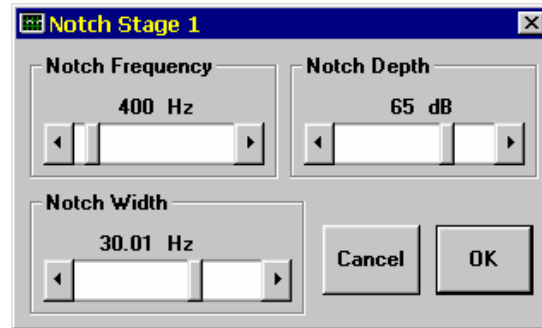 Notch Stage 1
Notch Frequency
400 Hz
Notch Depth
65 dB
Notch Width
30.01 Hz
Cancel
OK